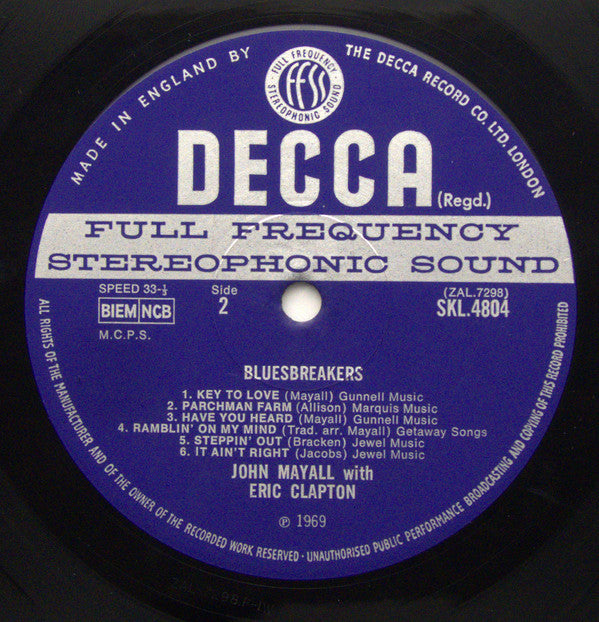 MADE IN ENGLAND BY
THE DECCA RECORD CO. LTD. LONDON
FULL FREQUENCY
ffss
STEREOPHONIC SOUND
DECCA
(Regd.)
FULL FREQUENCY
STEREOPHONIC SOUND
SPEED 33-⅓
Side
2
(ZAL.7298)
SKL.4804
BIEM NCB
M.C.P.S.
BLUESBREAKERS
1. KEY TO LOVE (Mayall) Gunnell Music
2. PARCHMAN FARM (Allison) Marquis Music
3. HAVE YOU HEARD (Mayall) Gunnell Music
4. RAMBLIN' ON MY MIND (Trad. arr. Mayall) Getaway Songs
5. STEPPIN' OUT (Bracken) Jewel Music
6. IT AIN'T RIGHT (Jacobs) Jewel Music
JOHN MAYALL with
ERIC CLAPTON
℗ 1969
ALL RIGHTS OF THE MANUFACTURER AND OF THE OWNER OF THE RECORDED WORK RESERVED · UNAUTHORISED PUBLIC PERFORMANCE BROADCASTING AND COPYING OF THIS RECORD PROHIBITED